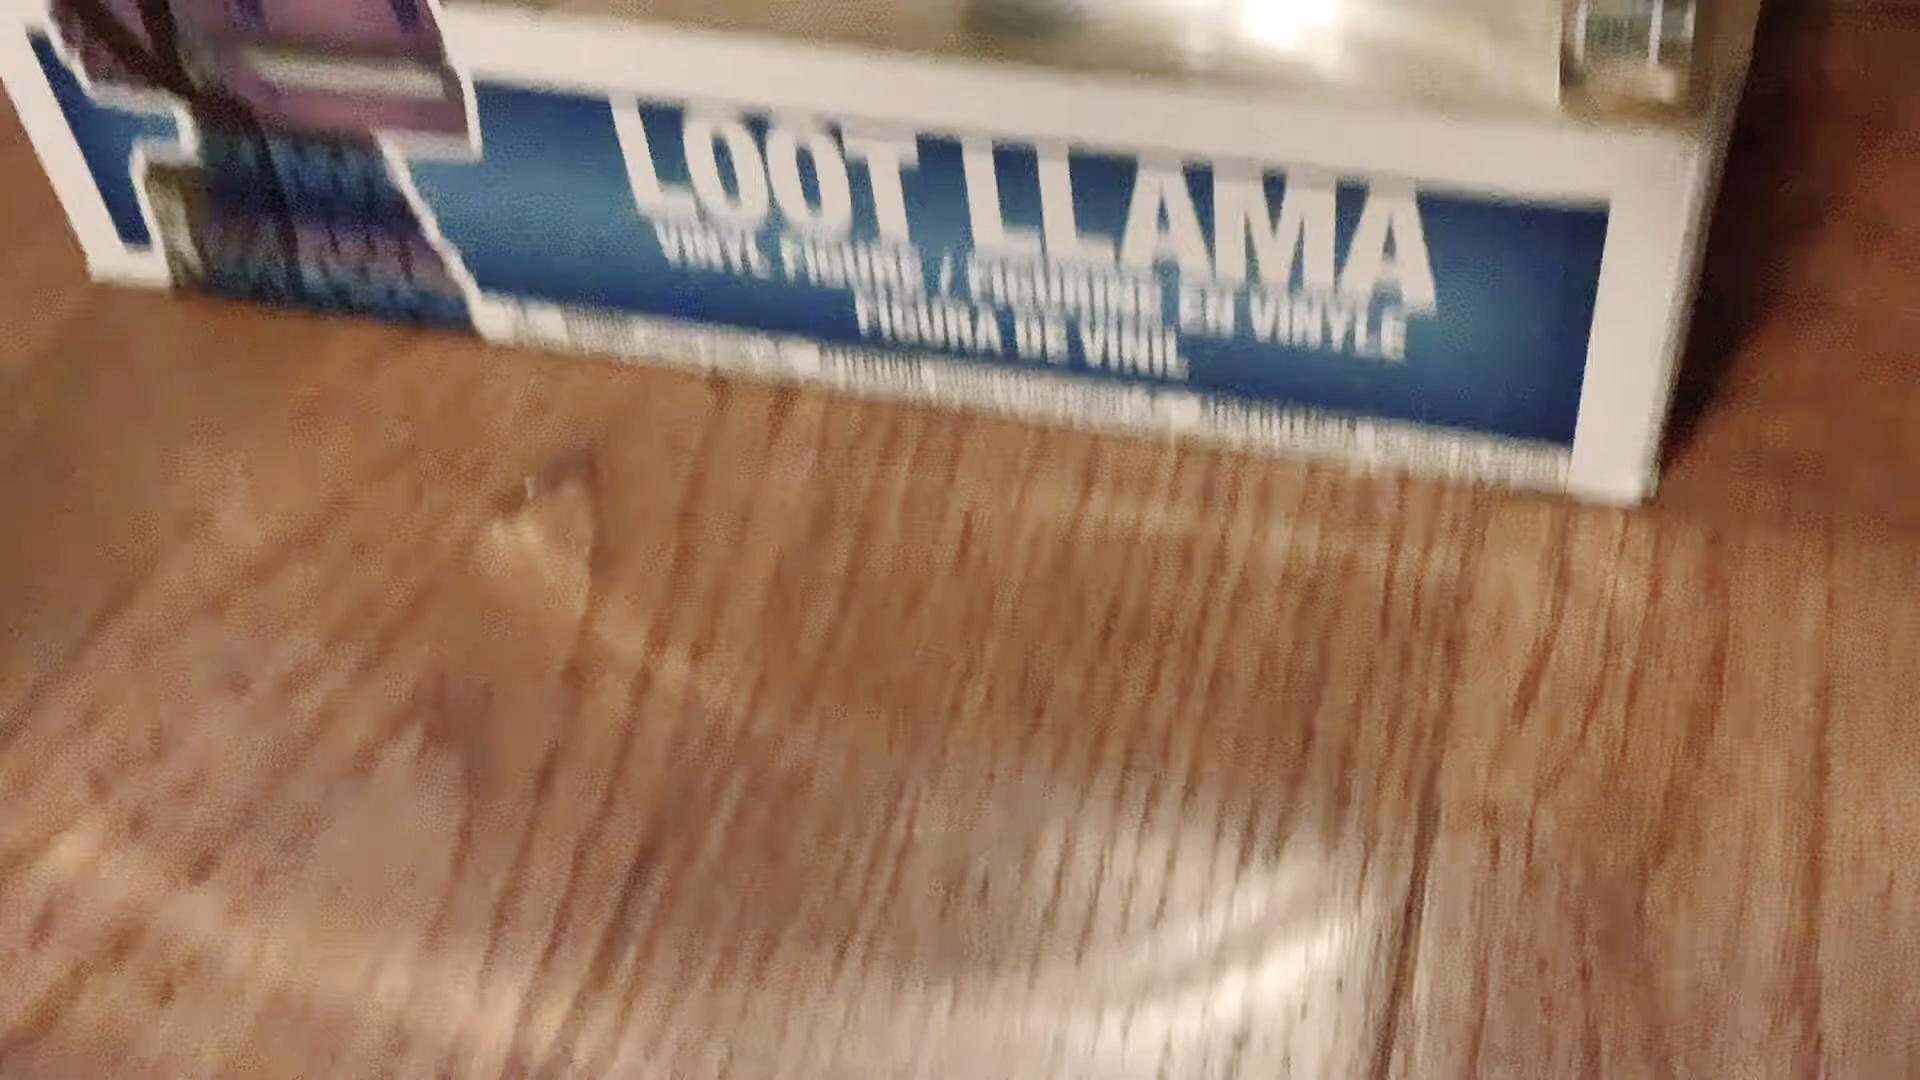 LOOT LLAMA
VINYL FIGURE / FIGURINE EN VINYLE
FIGURA DE VINIL